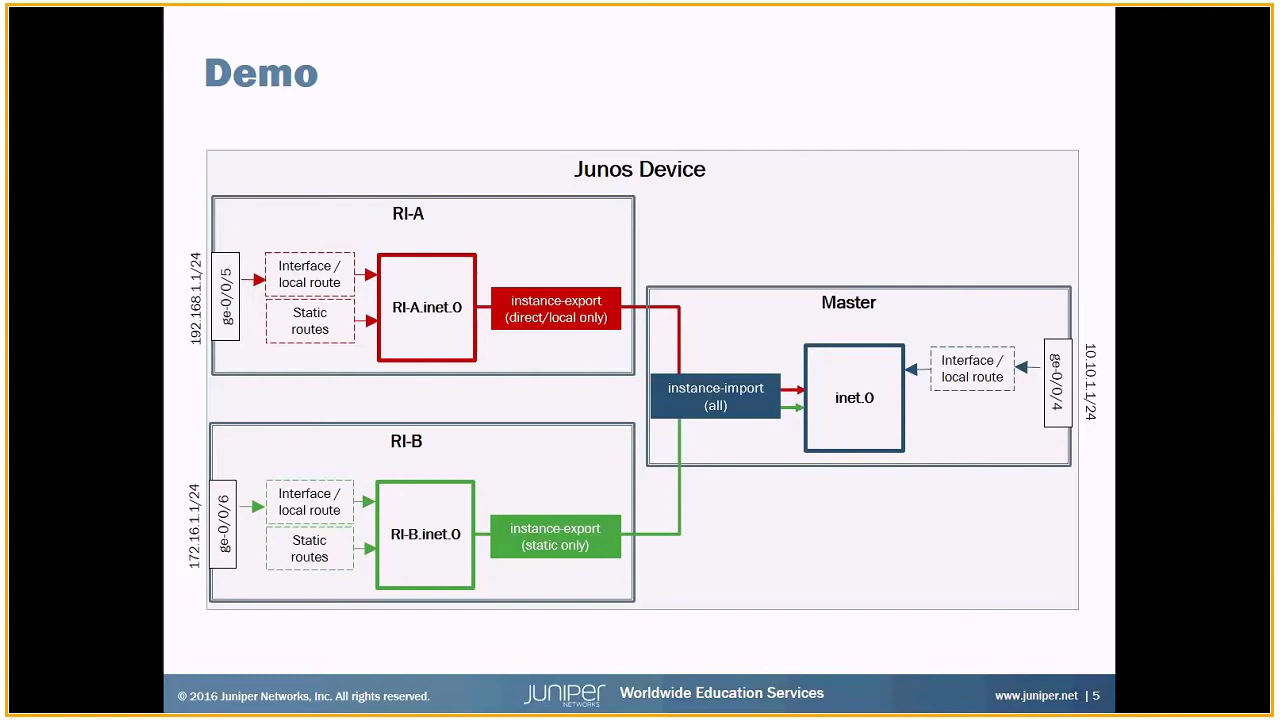 Demo
Junos Device
RI-A
192.168.1.1/24
ge-0/0/5
Interface /
local route
Static
routes
RI-A.inet.0
instance-export
(direct/local only)
RI-B
172.16.1.1/24
ge-0/0/6
Interface /
local route
Static
routes
RI-B.inet.0
instance-export
(static only)
Master
instance-import
(all)
inet.0
Interface /
local route
ge-0/0/4
10.10.1.1/24
© 2016 Juniper Networks, Inc. All rights reserved.
JUNIPER
NETWORKS
Worldwide Education Services
www.juniper.net | 5